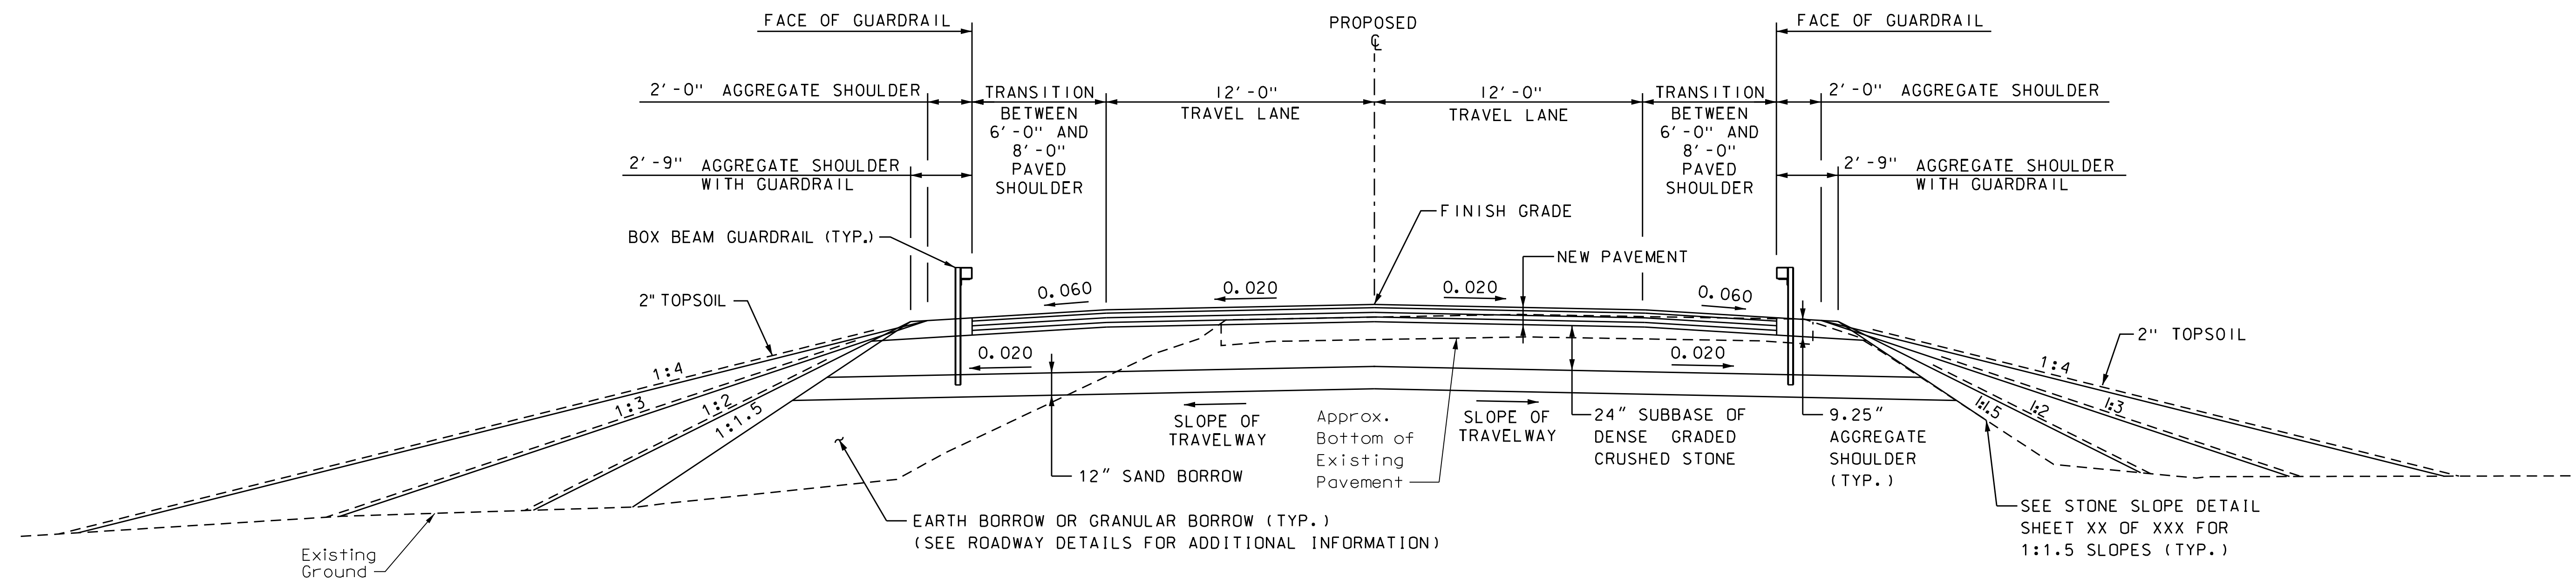 FACE OF GUARDRAIL
PROPOSED
℄
FACE OF GUARDRAIL
2'-0" AGGREGATE SHOULDER
TRANSITION
BETWEEN
6'-0" AND
8'-0"
PAVED
SHOULDER
12'-0"
TRAVEL LANE
12'-0"
TRAVEL LANE
TRANSITION
BETWEEN
6'-0" AND
8'-0"
PAVED
SHOULDER
2'-0" AGGREGATE SHOULDER
2'-9" AGGREGATE SHOULDER
WITH GUARDRAIL
2'-9" AGGREGATE SHOULDER
WITH GUARDRAIL
FINISH GRADE
BOX BEAM GUARDRAIL (TYP.)
NEW PAVEMENT
2" TOPSOIL
0.060
0.020
0.020
0.060
2" TOPSOIL
0.020
0.020
1:4
1:3
1:2
1:1.5
1:4
1:3
1:2
1:1.5
SLOPE OF
TRAVELWAY
Approx.
Bottom of
Existing
Pavement
SLOPE OF
TRAVELWAY
24" SUBBASE OF
DENSE GRADED
CRUSHED STONE
9.25"
AGGREGATE
SHOULDER
(TYP.)
12" SAND BORROW
EARTH BORROW OR GRANULAR BORROW (TYP.)
(SEE ROADWAY DETAILS FOR ADDITIONAL INFORMATION)
SEE STONE SLOPE DETAIL
SHEET XX OF XXX FOR
1:1.5 SLOPES (TYP.)
Existing
Ground